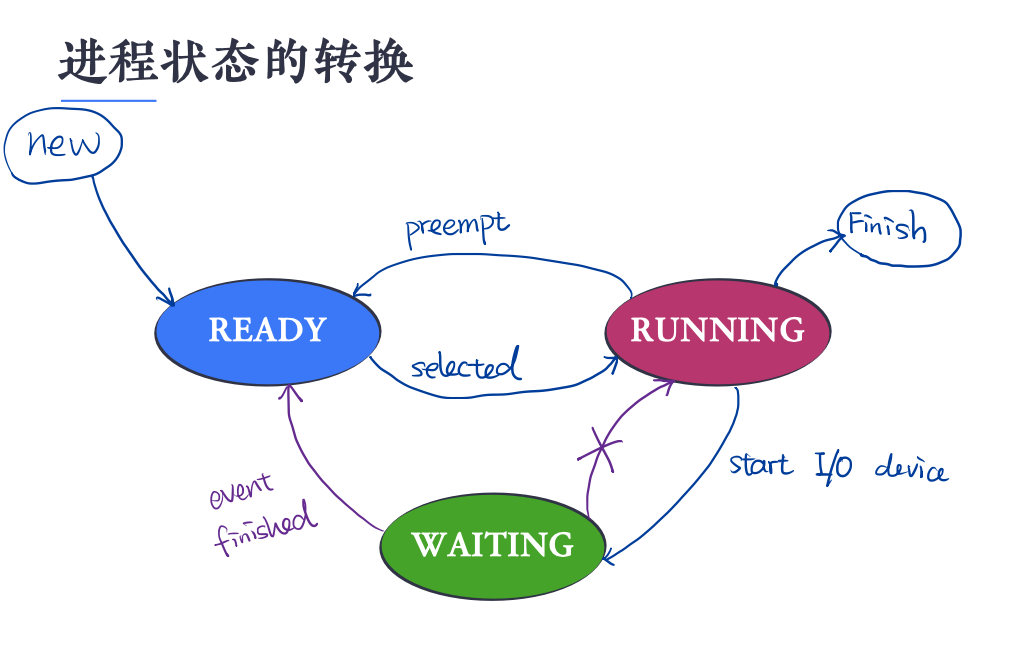 进程状态的转换
new
Finish
preempt
READY
RUNNING
selected
start I/O device
event
finished
WAITING